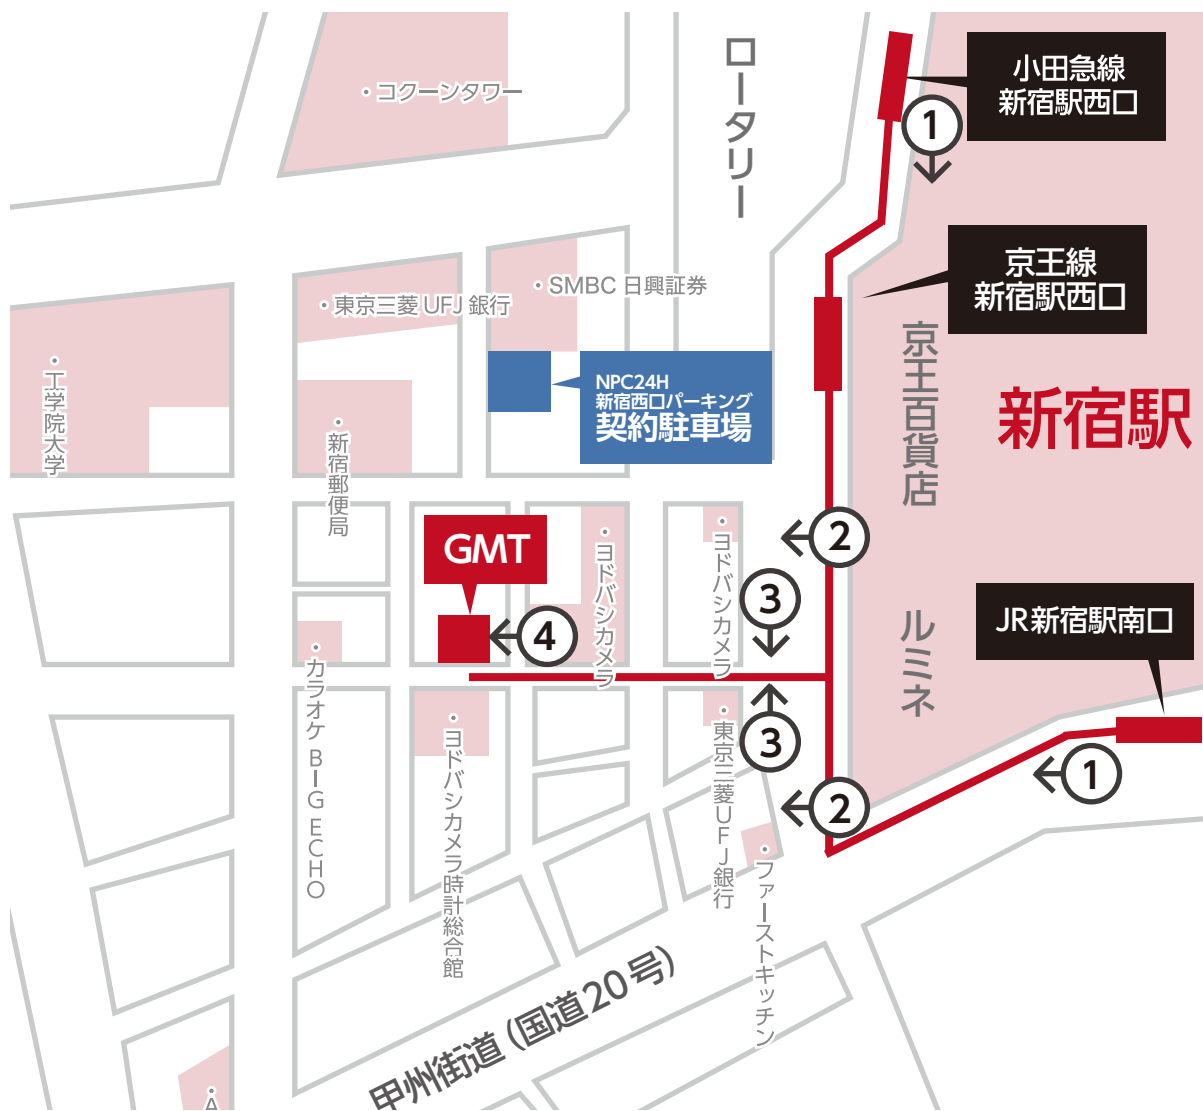 ・コクーンタワー
ロータリー
小田急線
新宿駅西口
1
京王線
新宿駅西口
・SMBC 日興証券
・東京三菱 UFJ 銀行
・工学院大学
NPC24H
新宿西口パーキング
契約駐車場
京王百貨店
新宿駅
・新宿郵便局
GMT
・ヨドバシカメラ
・ヨドバシカメラ
2
3
4
JR新宿駅南口
ルミネ
・カラオケ BIG ECHO
・ヨドバシカメラ時計総合館
・東京三菱UFJ銀行
3
1
2
・ファーストキッチン
甲州街道（国道20号）
・A